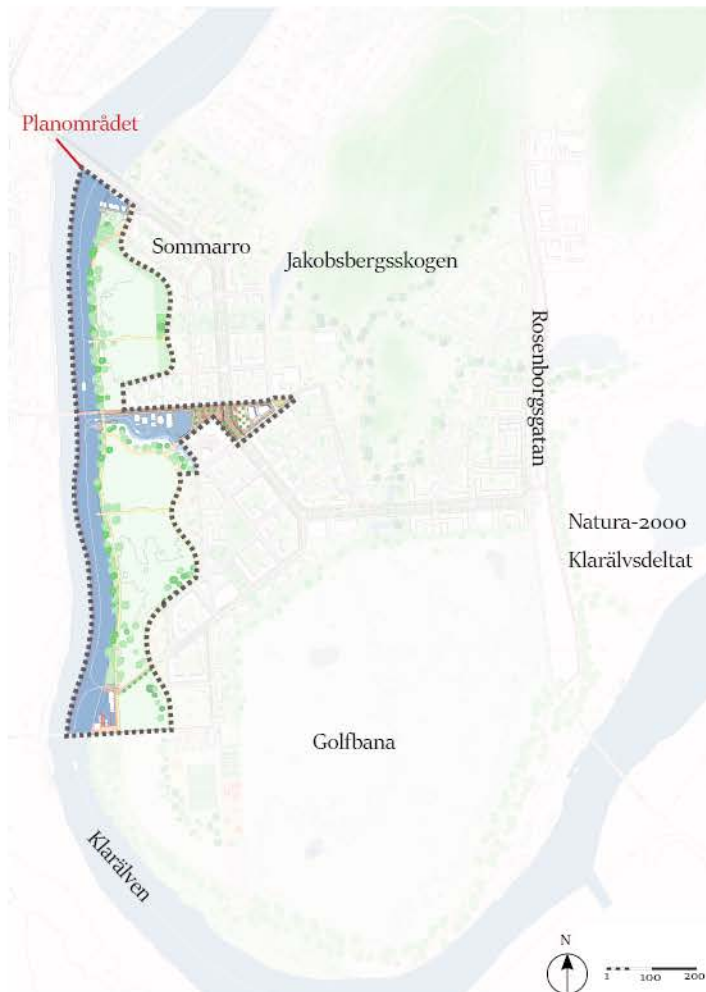 Planområdet
Sommarro
Jakobsbergsskogen
Rosenborgsgatan
Natura-2000
Klarälvsdeltat
Golfbana
Klarälven
N
1 100 200